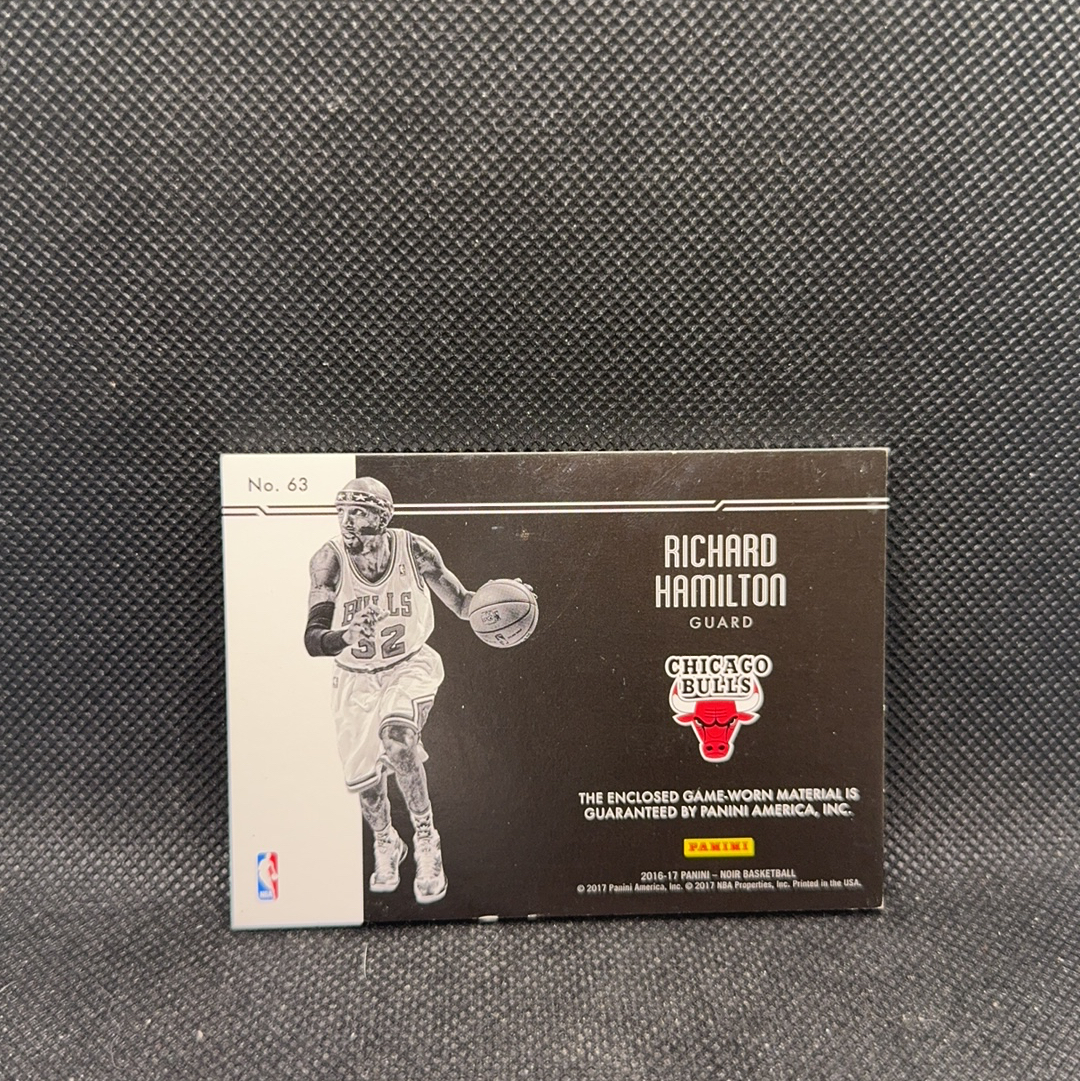 No. 63
BULLS
32
RICHARD
HAMILTON
GUARD
CHICAGO
BULLS
THE ENCLOSED GAME-WORN MATERIAL IS
GUARANTEED BY PANINI AMERICA, INC.
PANINI
2016-17 PANINI – NOIR BASKETBALL
© 2017 Panini America, Inc. © 2017 NBA Properties, Inc. Printed in the USA.